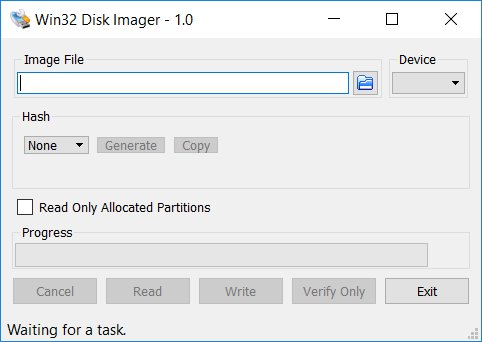 Win32 Disk Imager - 1.0
Image File
Device
Hash
None
Generate
Copy
Read Only Allocated Partitions
Progress
Cancel
Read
Write
Verify Only
Exit
Waiting for a task.